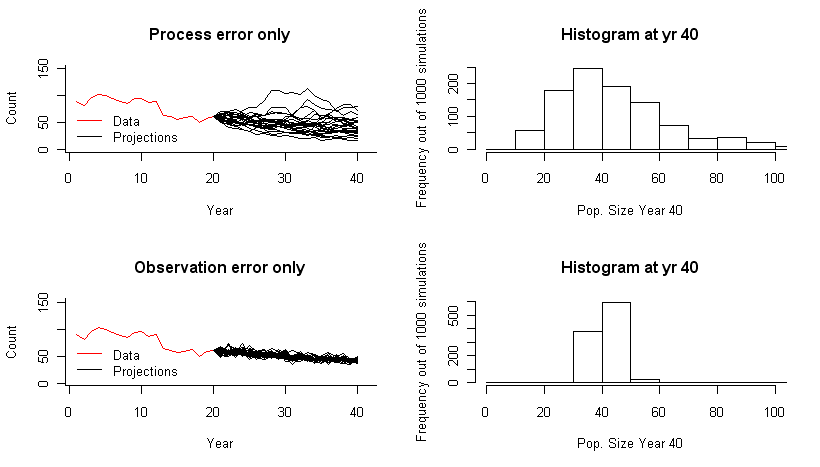 Process error only
Count
0
50
150
Data
Projections
0
10
20
30
40
Year
Histogram at yr 40
Frequency out of 1000 simulations
0
100
200
0
20
40
60
80
100
Pop. Size Year 40
Observation error only
Count
0
50
150
Data
Projections
0
10
20
30
40
Year
Histogram at yr 40
Frequency out of 1000 simulations
0
200
500
0
20
40
60
80
100
Pop. Size Year 40